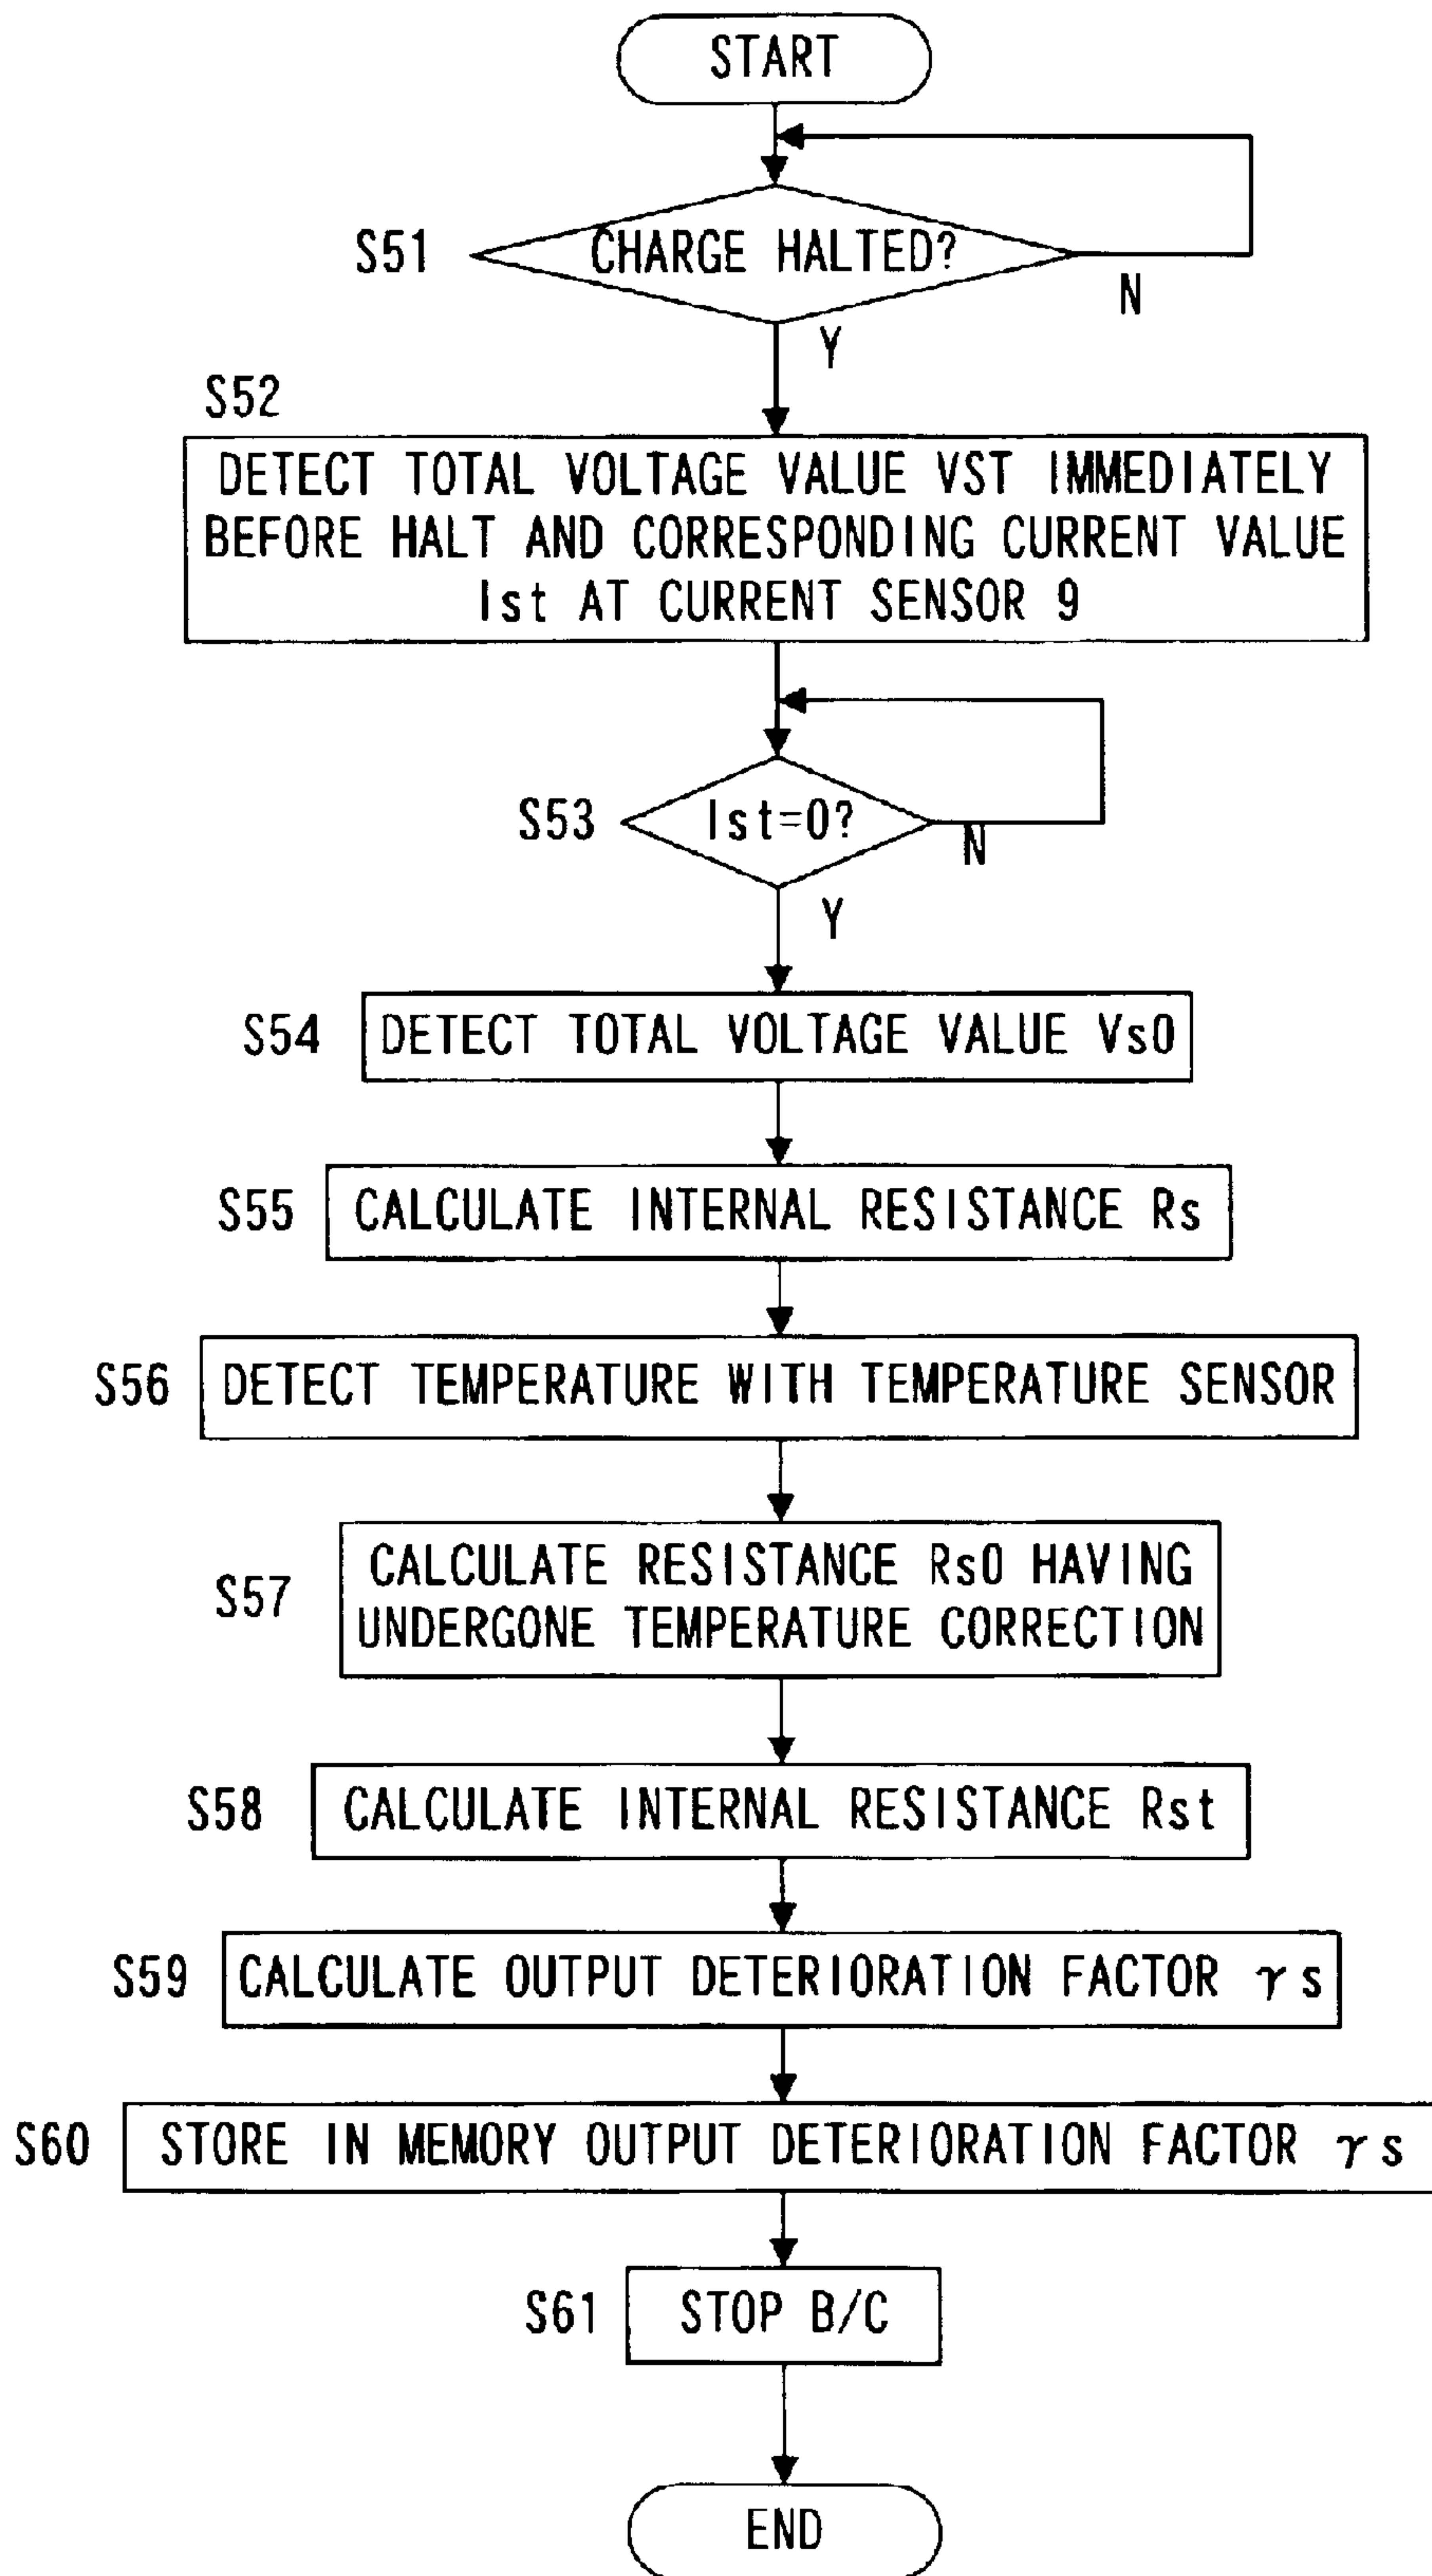 START
S51
CHARGE HALTED?
N
Y
S52
DETECT TOTAL VOLTAGE VALUE VST IMMEDIATELY
BEFORE HALT AND CORRESPONDING CURRENT VALUE
Ist AT CURRENT SENSOR 9
S53
Ist=0?
N
Y
S54
DETECT TOTAL VOLTAGE VALUE Vs0
S55
CALCULATE INTERNAL RESISTANCE Rs
S56
DETECT TEMPERATURE WITH TEMPERATURE SENSOR
S57
CALCULATE RESISTANCE Rs0 HAVING
UNDERGONE TEMPERATURE CORRECTION
S58
CALCULATE INTERNAL RESISTANCE Rst
S59
CALCULATE OUTPUT DETERIORATION FACTOR γs
S60
STORE IN MEMORY OUTPUT DETERIORATION FACTOR γs
S61
STOP B/C
END